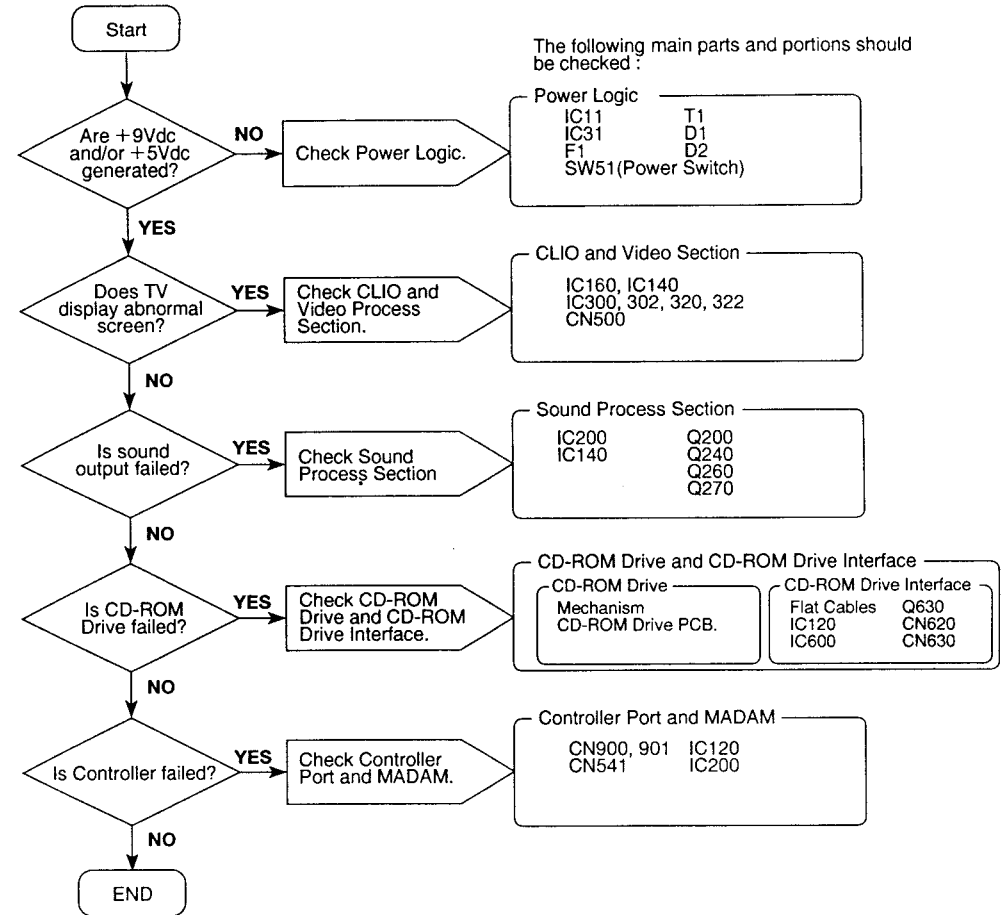 Start
The following main parts and portions should
be checked :
Are +9Vdc
and/or +5Vdc
generated?
NO
Check Power Logic.
Power Logic
IC11 T1
IC31 D1
F1 D2
SW51(Power Switch)
YES
Does TV
display abnormal
screen?
YES
Check CLIO and
Video Process
Section.
CLIO and Video Section
IC160, IC140
IC300, 302, 320, 322
CN500
NO
Is sound
output failed?
YES
Check Sound
Process Section
Sound Process Section
IC200 Q200
IC140 Q240
Q260
Q270
NO
Is CD-ROM
Drive failed?
YES
Check CD-ROM
Drive and CD-ROM
Drive Interface.
CD-ROM Drive and CD-ROM Drive Interface
CD-ROM Drive
Mechanism
CD-ROM Drive PCB.
CD-ROM Drive Interface
Flat Cables Q630
IC120 CN620
IC600 CN630
NO
Is Controller failed?
YES
Check Controller
Port and MADAM.
Controller Port and MADAM
CN900, 901 IC120
CN541 IC200
NO
END